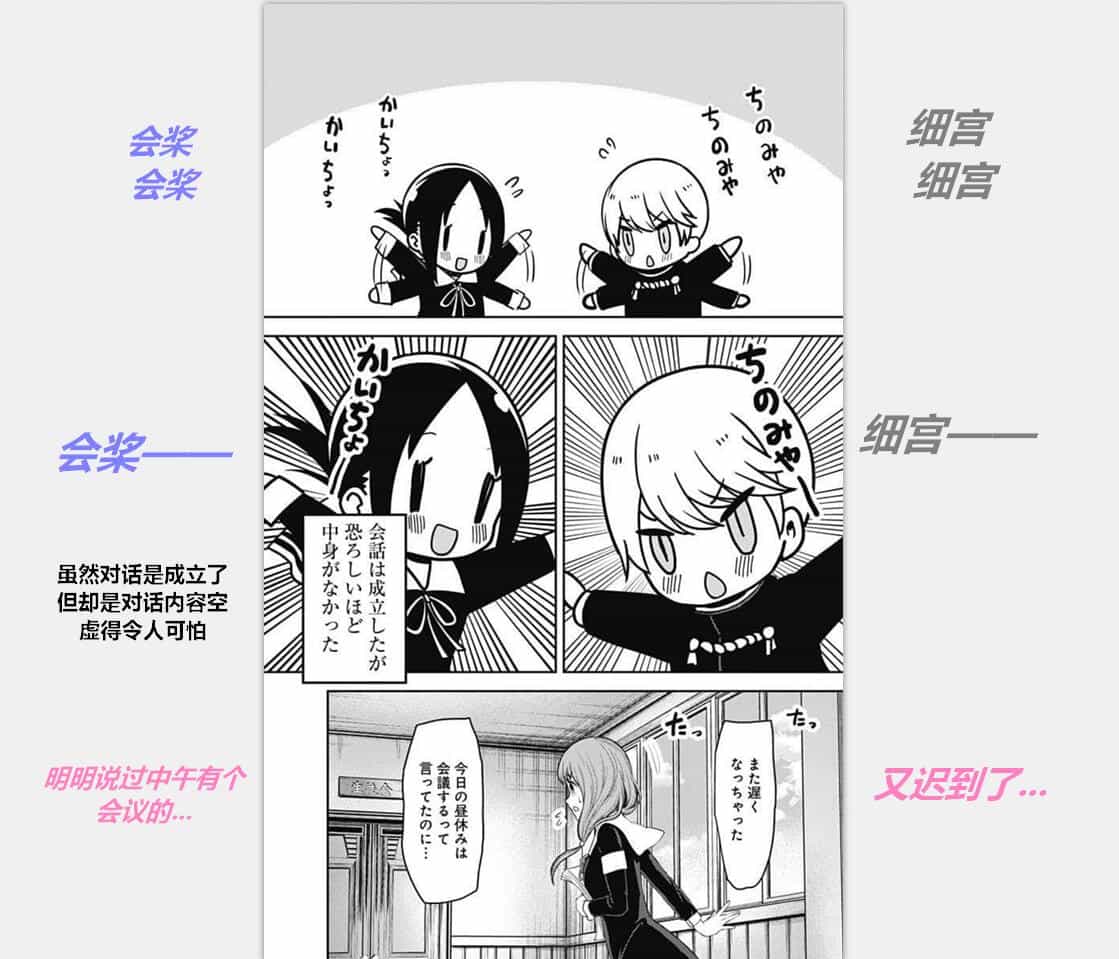 ちのみや
ちのみや
かいちょっ
かいちょっ
会桨
会桨
细宫
细宫
ちのみやー
かいちょー
会話は成立したが
恐ろしいほど
中身がなかった
会桨——
细宫——
虽然对话是成立了
但却是对话内容空
虚得令人可怕
たっ
たっ
また遅く
なっちゃった
今日の昼休みは
会議するって
言ってたのに…
生徒会
又迟到了...
明明说过中午有个
会议的...